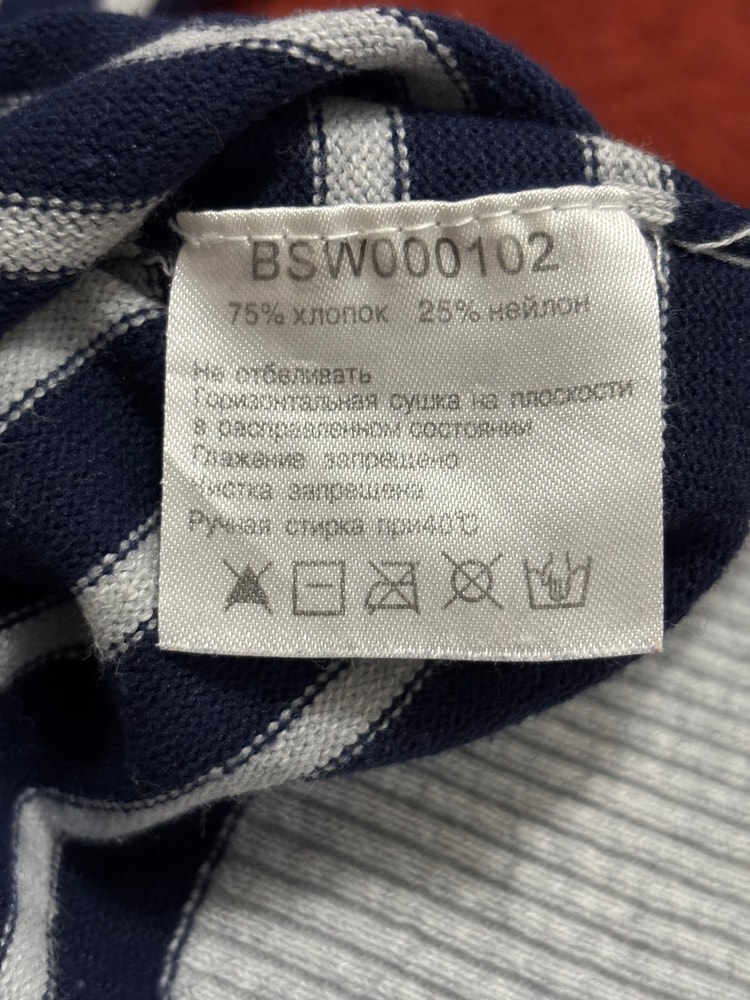 BSW000102
75% хлопок 25% нейлон
Не отбеливать
Горизонтальная сушка на плоскости
в расправленном состоянии
Глажение запрещено
Чистка запрещена
Ручная стирка при40℃